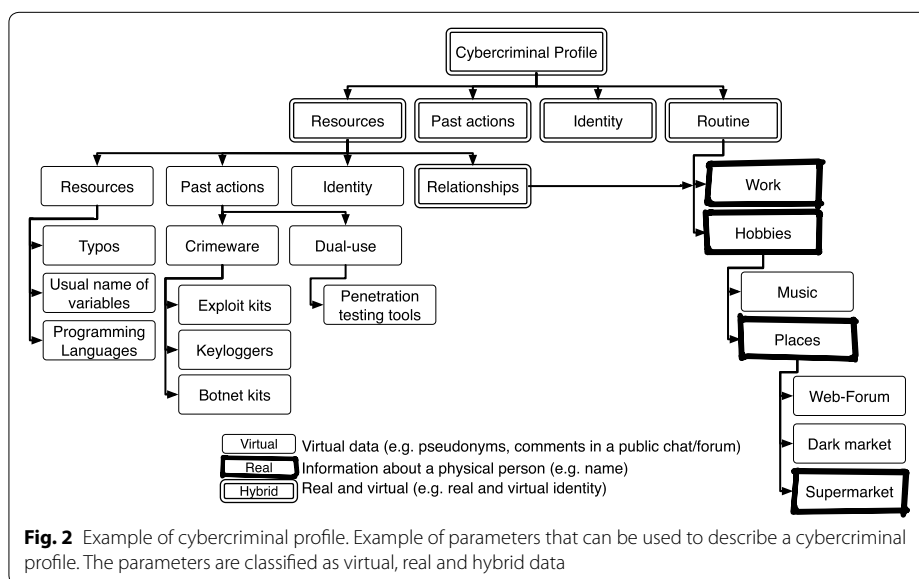 Cybercriminal Profile
Resources
Past actions
Identity
Routine
Resources
Past actions
Identity
Relationships
Work
Typos
Crimeware
Dual-use
Hobbies
Usual name of
variables
Exploit kits
Penetration
testing tools
Music
Programming
Languages
Keyloggers
Places
Botnet kits
Web-Forum
Dark market
Supermarket
Virtual Virtual data (e.g. pseudonyms, comments in a public chat/forum)
Real Information about a physical person (e.g. name)
Hybrid Real and virtual (e.g. real and virtual identity)
Fig. 2 Example of cybercriminal profile. Example of parameters that can be used to describe a cybercriminal
profile. The parameters are classified as virtual, real and hybrid data